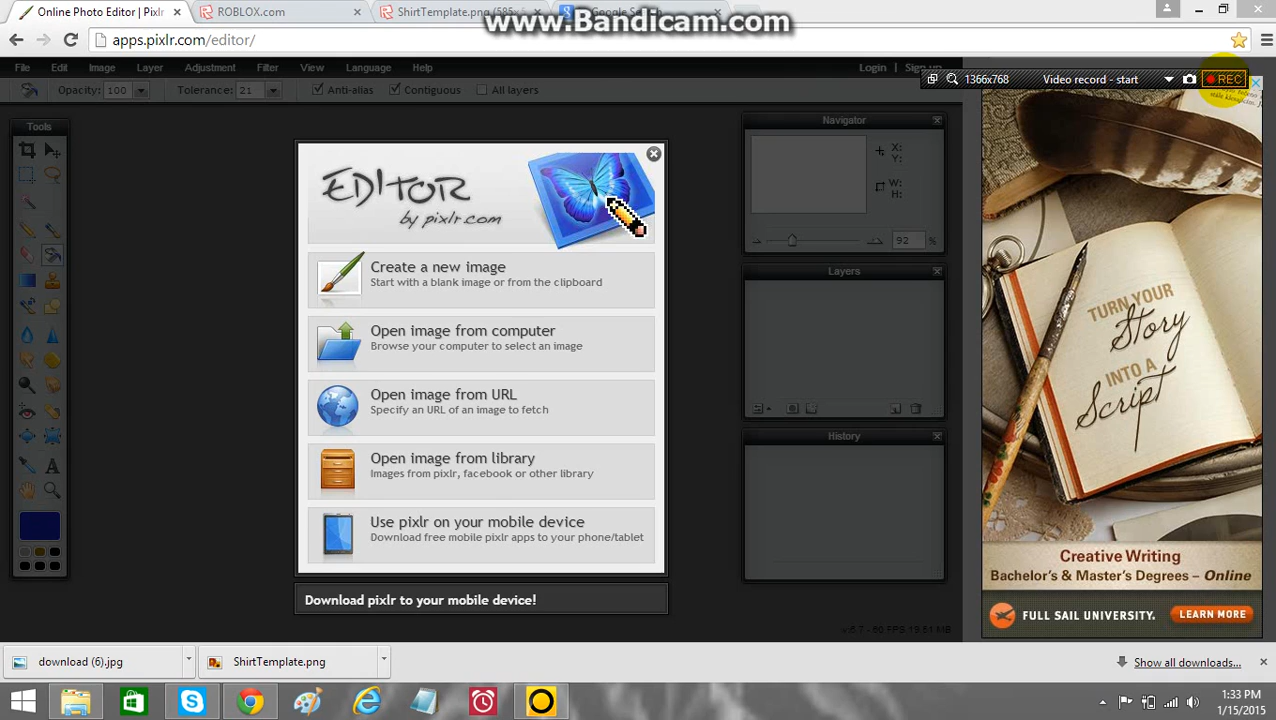 Online Photo Editor | Pixlr
ROBLOX.com
ShirtTemplate.png (585×5
www.Bandicam.com
apps.pixlr.com/editor/
File Edit Image Layer Adjustment Filter View Language Help
Login Sign up
1366x768 Video record - start REC
Opacity: 100 Tolerance: 21 Anti-alias Contiguous All layers
Tools
Navigator
X:
Y:
W:
H:
92 %
EDITOR
by pixlr.com
Create a new image
Start with a blank image or from the clipboard
Open image from computer
Browse your computer to select an image
Open image from URL
Specify an URL of an image to fetch
Open image from library
Images from pixlr, facebook or other library
Use pixlr on your mobile device
Download free mobile pixlr apps to your phone/tablet
Download pixlr to your mobile device!
Layers
History
TURN YOUR
Story
INTO A
Script
Creative Writing
Bachelor's & Master's Degrees – Online
FULL SAIL UNIVERSITY. LEARN MORE
download (6).jpg
ShirtTemplate.png
Show all downloads...
1:33 PM
1/15/2015